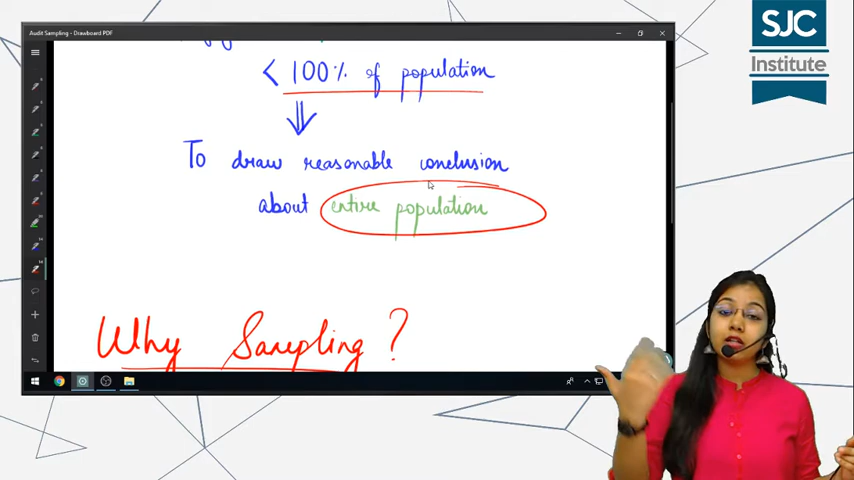 Audit Sampling - Drawboard PDF
SJC
Institute
< 100% of population
To draw reasonable conclusion
about entire population
Why Sampling ?